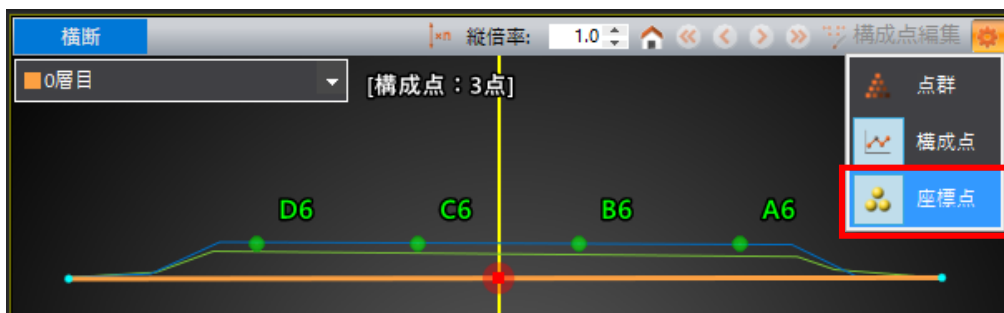 横断
×n 縦倍率: 1.0 構成点編集
0層目
[構成点：3点]
点群
構成点
座標点
D6 C6 B6 A6